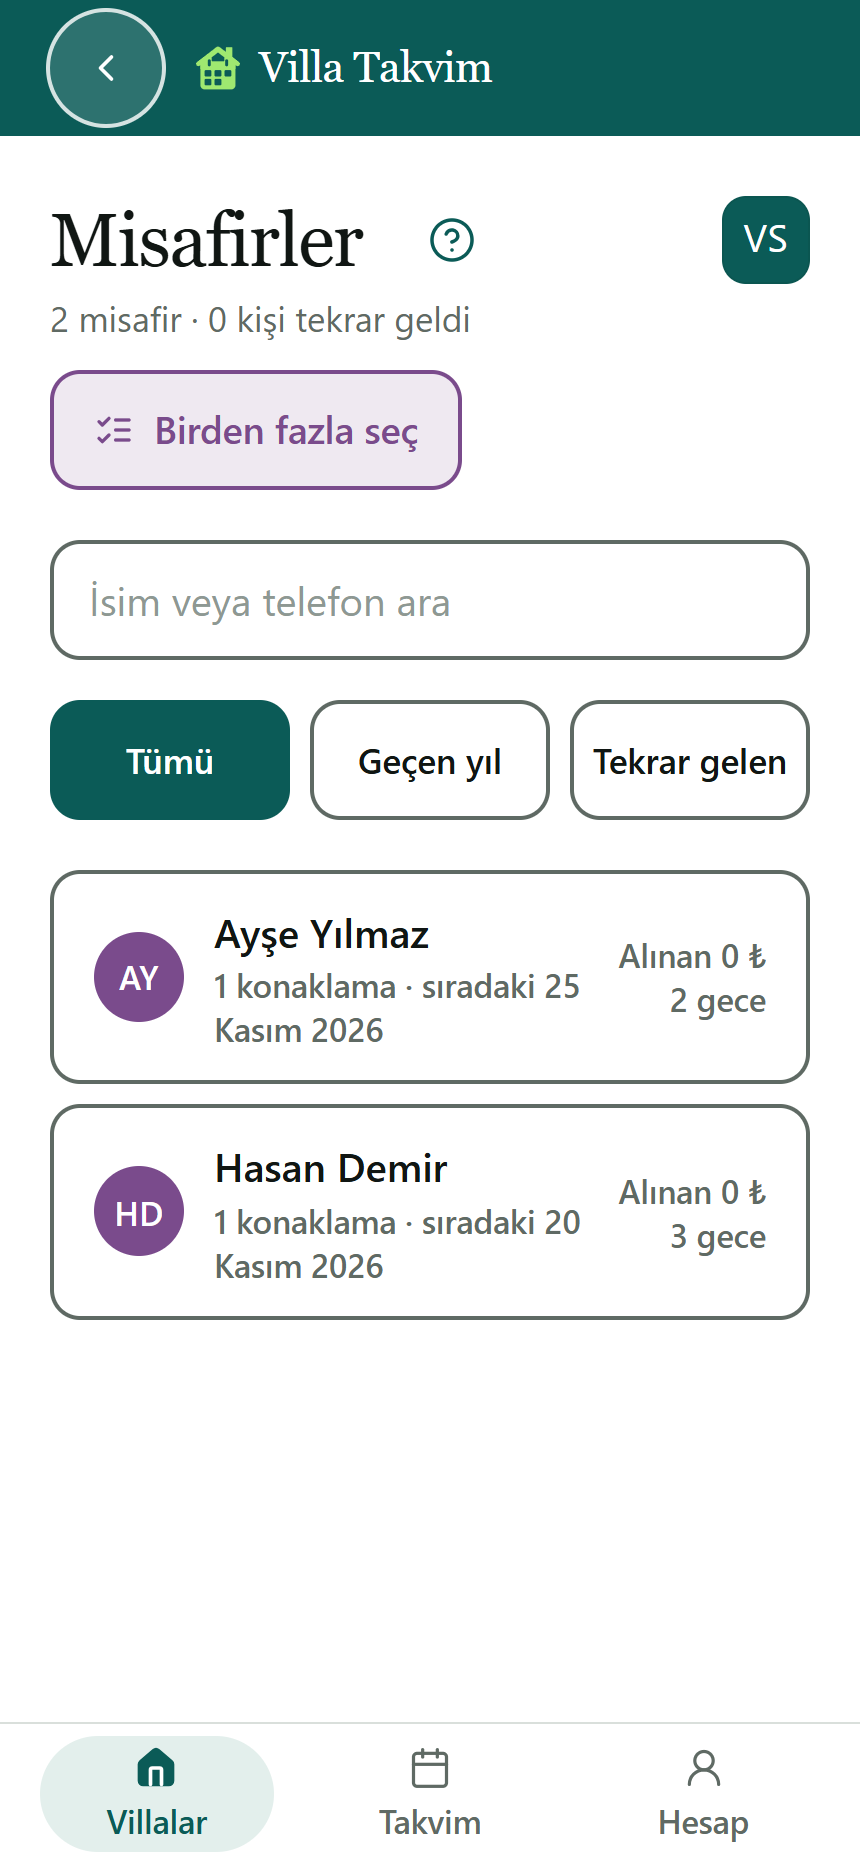 Villa Takvim
Misafirler
?
VS
2 misafir · 0 kişi tekrar geldi
Birden fazla seç
İsim veya telefon ara
Tümü
Geçen yıl
Tekrar gelen
AY
Ayşe Yılmaz
1 konaklama · sıradaki 25
Kasım 2026
Alınan 0 ₺
2 gece
HD
Hasan Demir
1 konaklama · sıradaki 20
Kasım 2026
Alınan 0 ₺
3 gece
Villalar
Takvim
Hesap